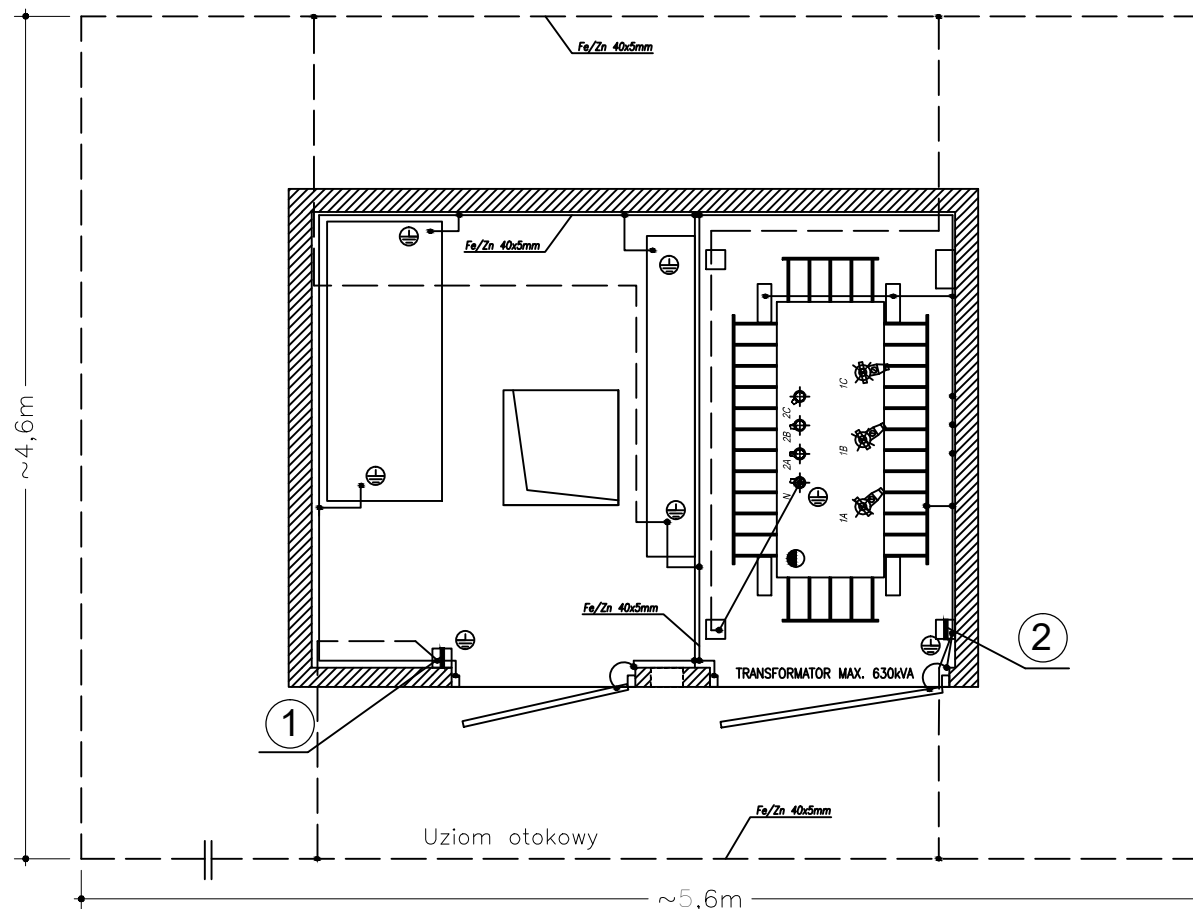 Fe/Zn 40x5mm
Fe/Zn 40x5mm
~4,6m
1C
2C
2B
1B
2A
N
1A
Fe/Zn 40x5mm
2
TRANSFORMATOR MAX. 630kVA
1
Fe/Zn 40x5mm
Uziom otokowy
~5,6m